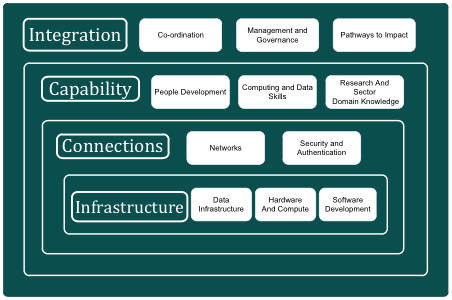 Integration
Co-ordination
Management and
Governance
Pathways to Impact
Capability
People Development
Computing and Data
Skills
Research And
Sector
Domain Knowledge
Connections
Networks
Security and
Authentication
Infrastructure
Data
Infrastructure
Hardware
And Compute
Software
Development